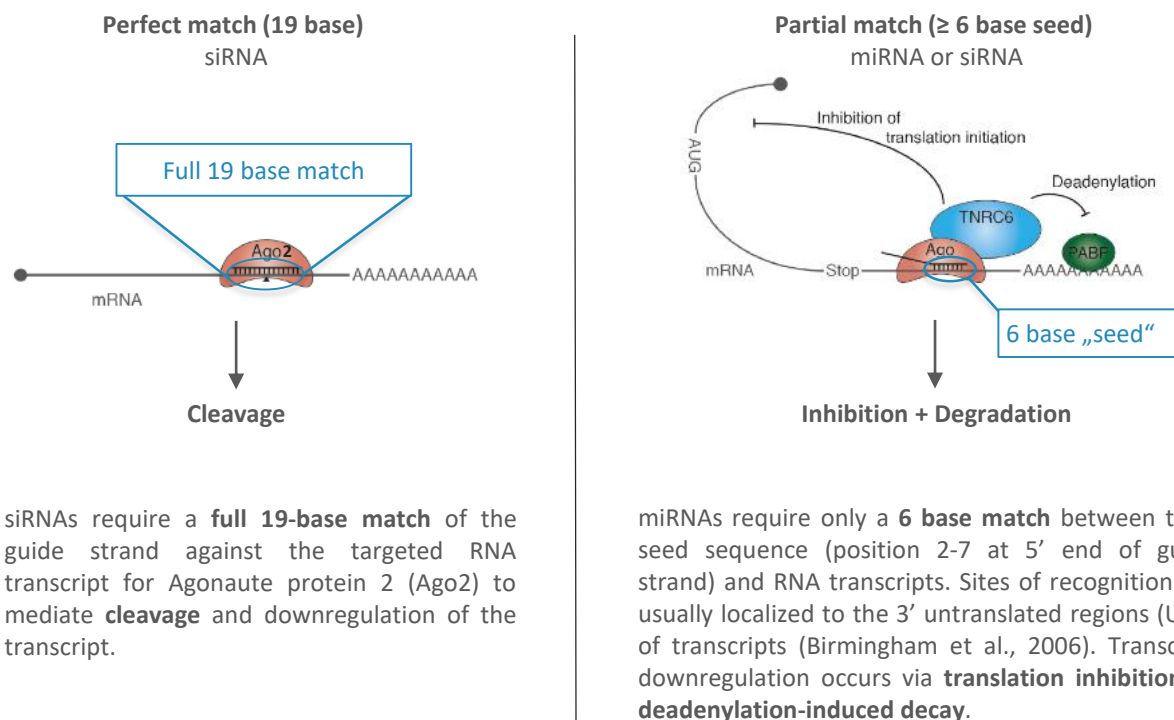 Perfect match (19 base)
siRNA
Full 19 base match
Ago2
AAAAAAAAAAA
mRNA
Cleavage
siRNAs require a full 19-base match of the
guide strand against the targeted RNA
transcript for Agonaute protein 2 (Ago2) to
mediate cleavage and downregulation of the
transcript.
Partial match (≥ 6 base seed)
miRNA or siRNA
Inhibition of
translation initiation
AUG
Deadenylation
TNRC6
Ago
PABP
mRNA
Stop
AAAAAAAAAAA
6 base „seed“
Inhibition + Degradation
miRNAs require only a 6 base match between
seed sequence (position 2-7 at 5’ end of
strand) and RNA transcripts. Sites of recognition
usually localized to the 3’ untranslated regions
of transcripts (Birmingham et al., 2006).
downregulation occurs via translation inhibition
deadenylation-induced decay.